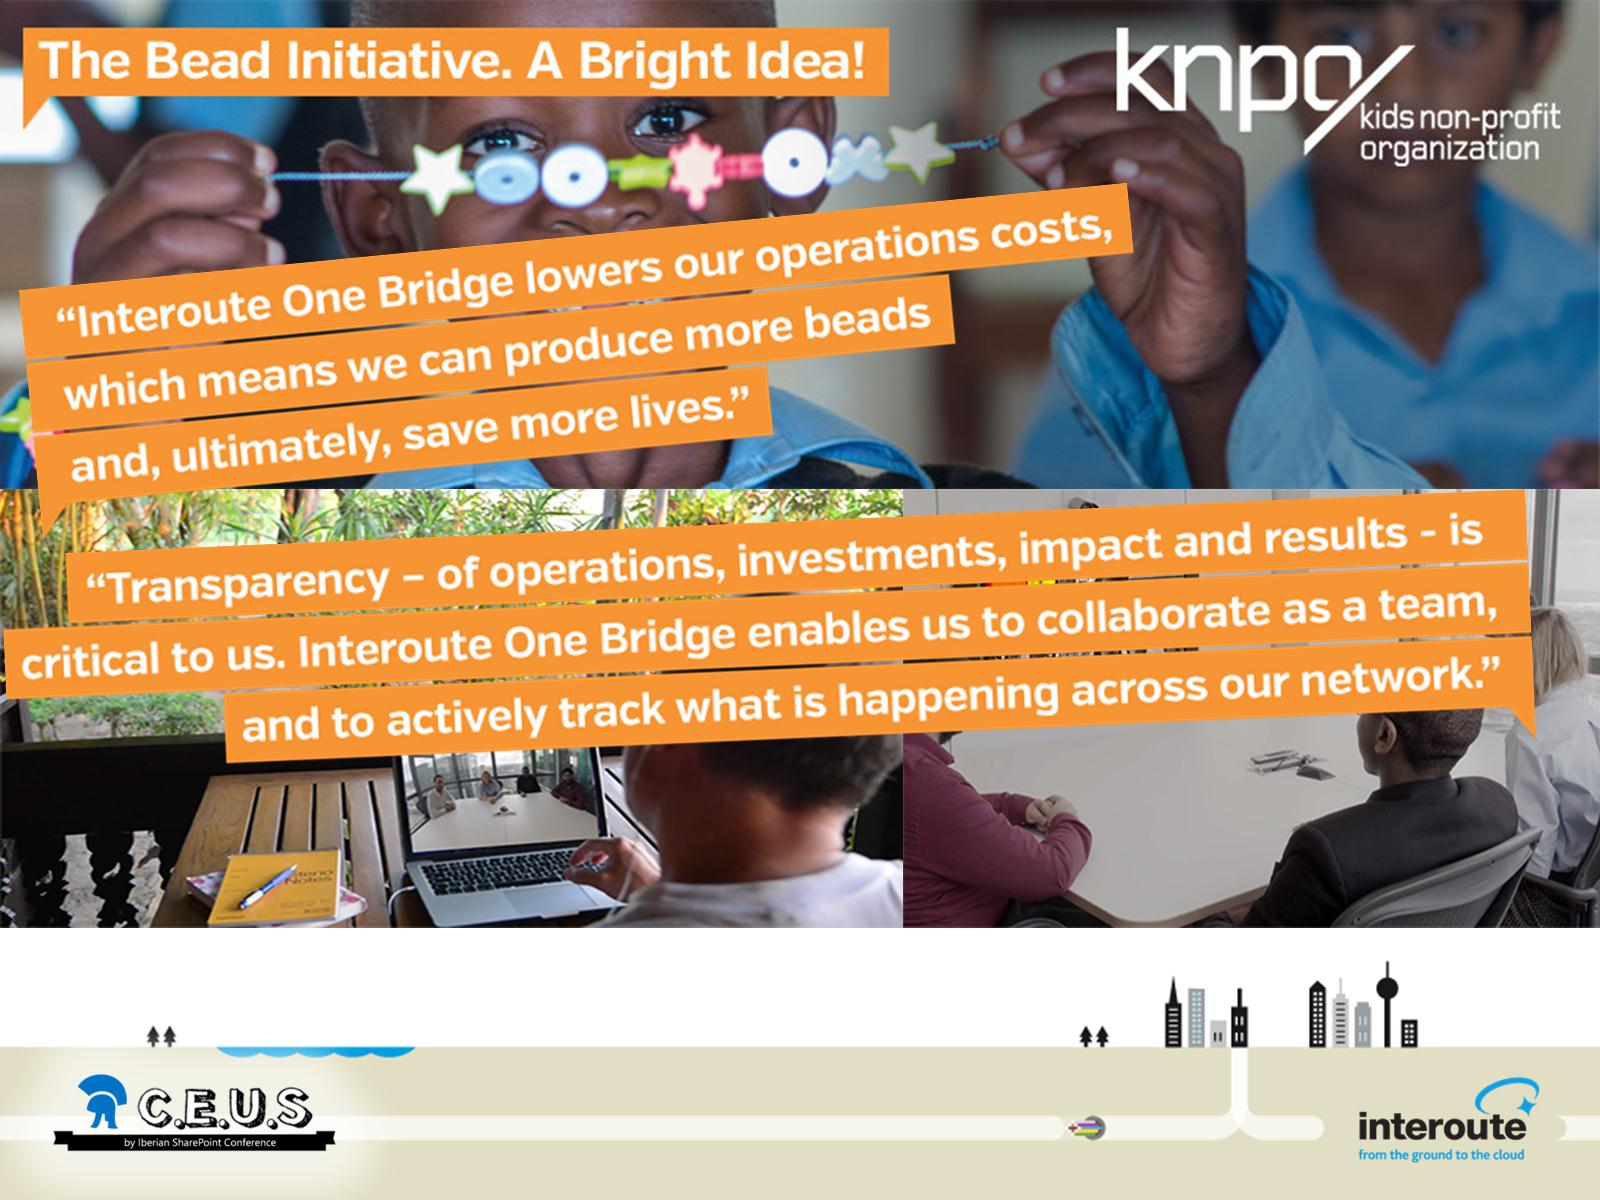 The Bead Initiative. A Bright Idea!
knpo
kids non-profit
organization
“Interoute One Bridge lowers our operations costs,
which means we can produce more beads
and, ultimately, save more lives.”
“Transparency – of operations, investments, impact and results - is
critical to us. Interoute One Bridge enables us to collaborate as a team,
and to actively track what is happening across our network.”
Steno
Notes
C.E.U.S
by Iberian SharePoint Conference
interoute
from the ground to the cloud